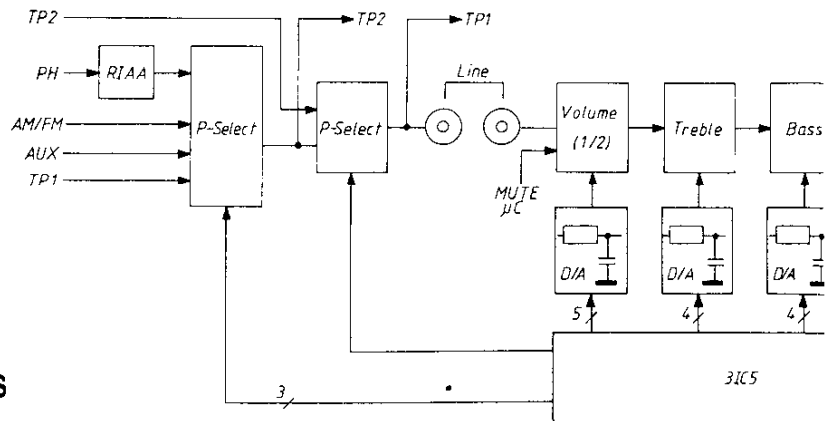 TP2
TP2
TP1
PH
RIAA
Line
P-Select
P-Select
Volume
(1/2)
Treble
Bass
AM/FM
AUX
TP1
MUTE
µC
D/A
D/A
D/A
5
4
4
3IC5
3
S